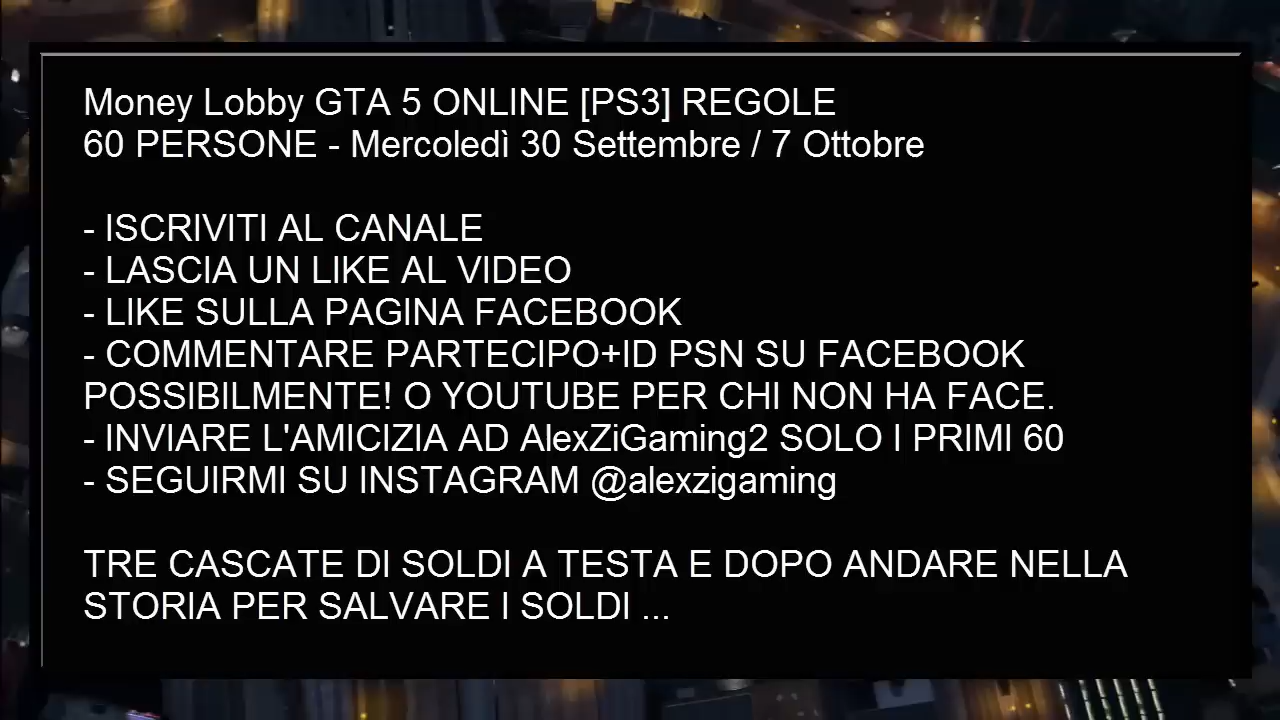 Money Lobby GTA 5 ONLINE [PS3] REGOLE
60 PERSONE - Mercoledì 30 Settembre / 7 Ottobre
- ISCRIVITI AL CANALE
- LASCIA UN LIKE AL VIDEO
- LIKE SULLA PAGINA FACEBOOK
- COMMENTARE PARTECIPO+ID PSN SU FACEBOOK
POSSIBILMENTE! O YOUTUBE PER CHI NON HA FACE.
- INVIARE L'AMICIZIA AD AlexZiGaming2 SOLO I PRIMI 60
- SEGUIRMI SU INSTAGRAM @alexzigaming
TRE CASCATE DI SOLDI A TESTA E DOPO ANDARE NELLA
STORIA PER SALVARE I SOLDI ...